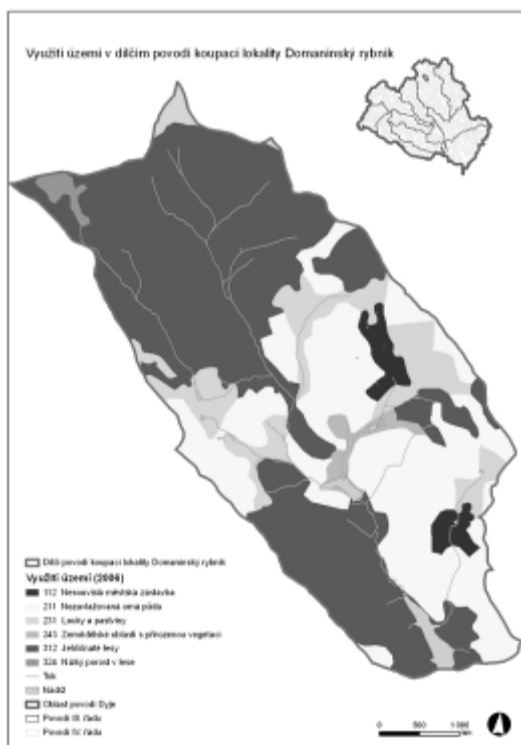 Využití území v dílčím povodí koupací lokality Domanínský rybník
Dílčí povodí koupací lokality Domanínský rybník
Využití území (2006)
112 Nesouvislá městská zástavba
211 Nezavlažovaná orná půda
231 Louky a pastviny
243 Zemědělské oblasti s přirozenou vegetací
312 Jehličnaté lesy
324 Nízký porost v lese
Tok
Nádrž
Oblast povodí Dyje
Povodí III. řádu
Povodí IV. řádu
0 500 1 000